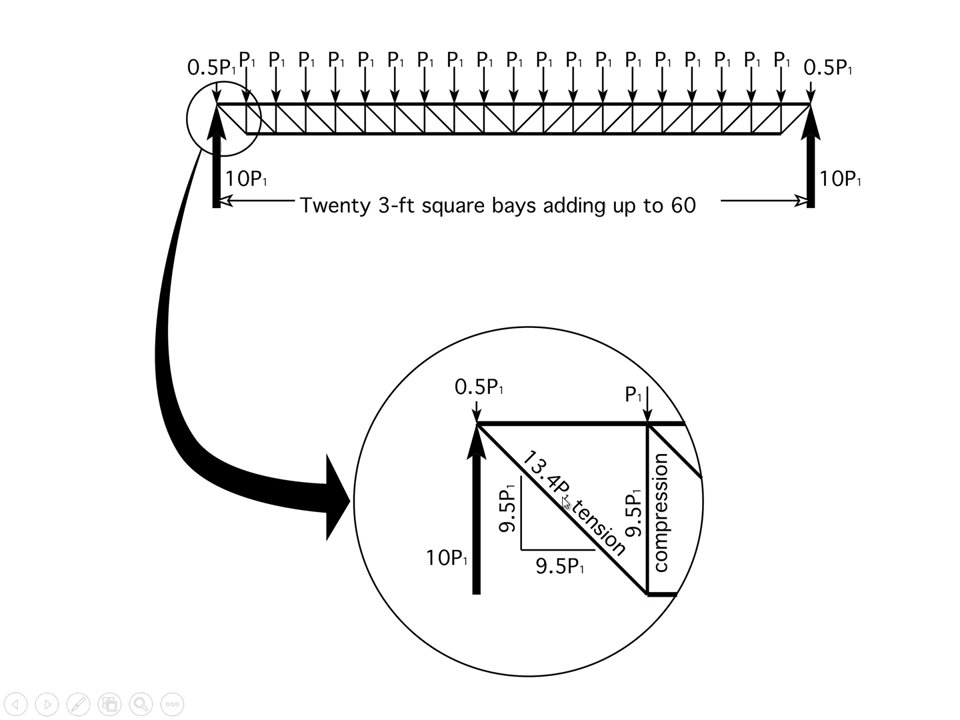 0.5P₁ P₁ P₁ P₁ P₁ P₁ P₁ P₁ P₁ P₁ P₁ P₁ P₁ P₁ P₁ P₁ P₁ P₁ P₁ P₁ 0.5P₁
10P₁ 10P₁
Twenty 3-ft square bays adding up to 60
0.5P₁
P₁
13.4P₁ tension
9.5P₁
9.5P₁
10P₁
9.5P₁
compression